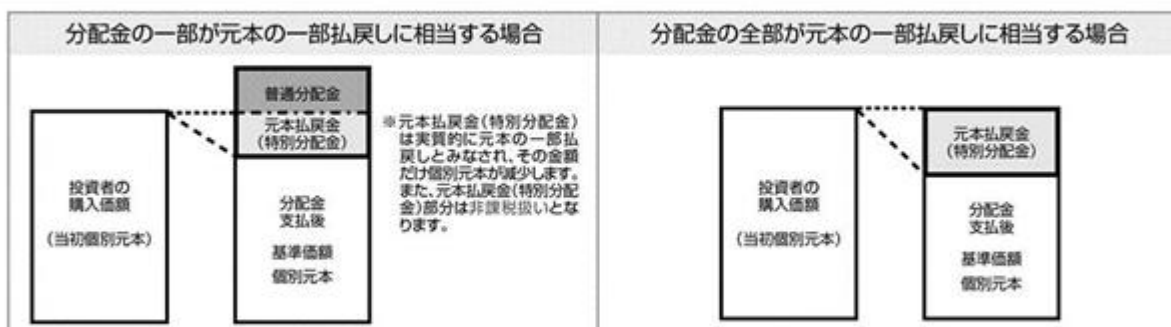 分配金の一部が元本の一部払戻しに相当する場合
普通分配金
元本払戻金
(特別分配金)
投資者の
購入価額
(当初個別元本)
分配金
支払後
基準価額
個別元本
※元本払戻金(特別分配金)
は実質的に元本の一部払
戻しとみなされ、その金額
だけ個別元本が減少します。
また、元本払戻金(特別分配
金)部分は非課税扱いとな
ります。
分配金の全部が元本の一部払戻しに相当する場合
投資者の
購入価額
(当初個別元本)
元本払戻金
(特別分配金)
分配金
支払後
基準価額
個別元本